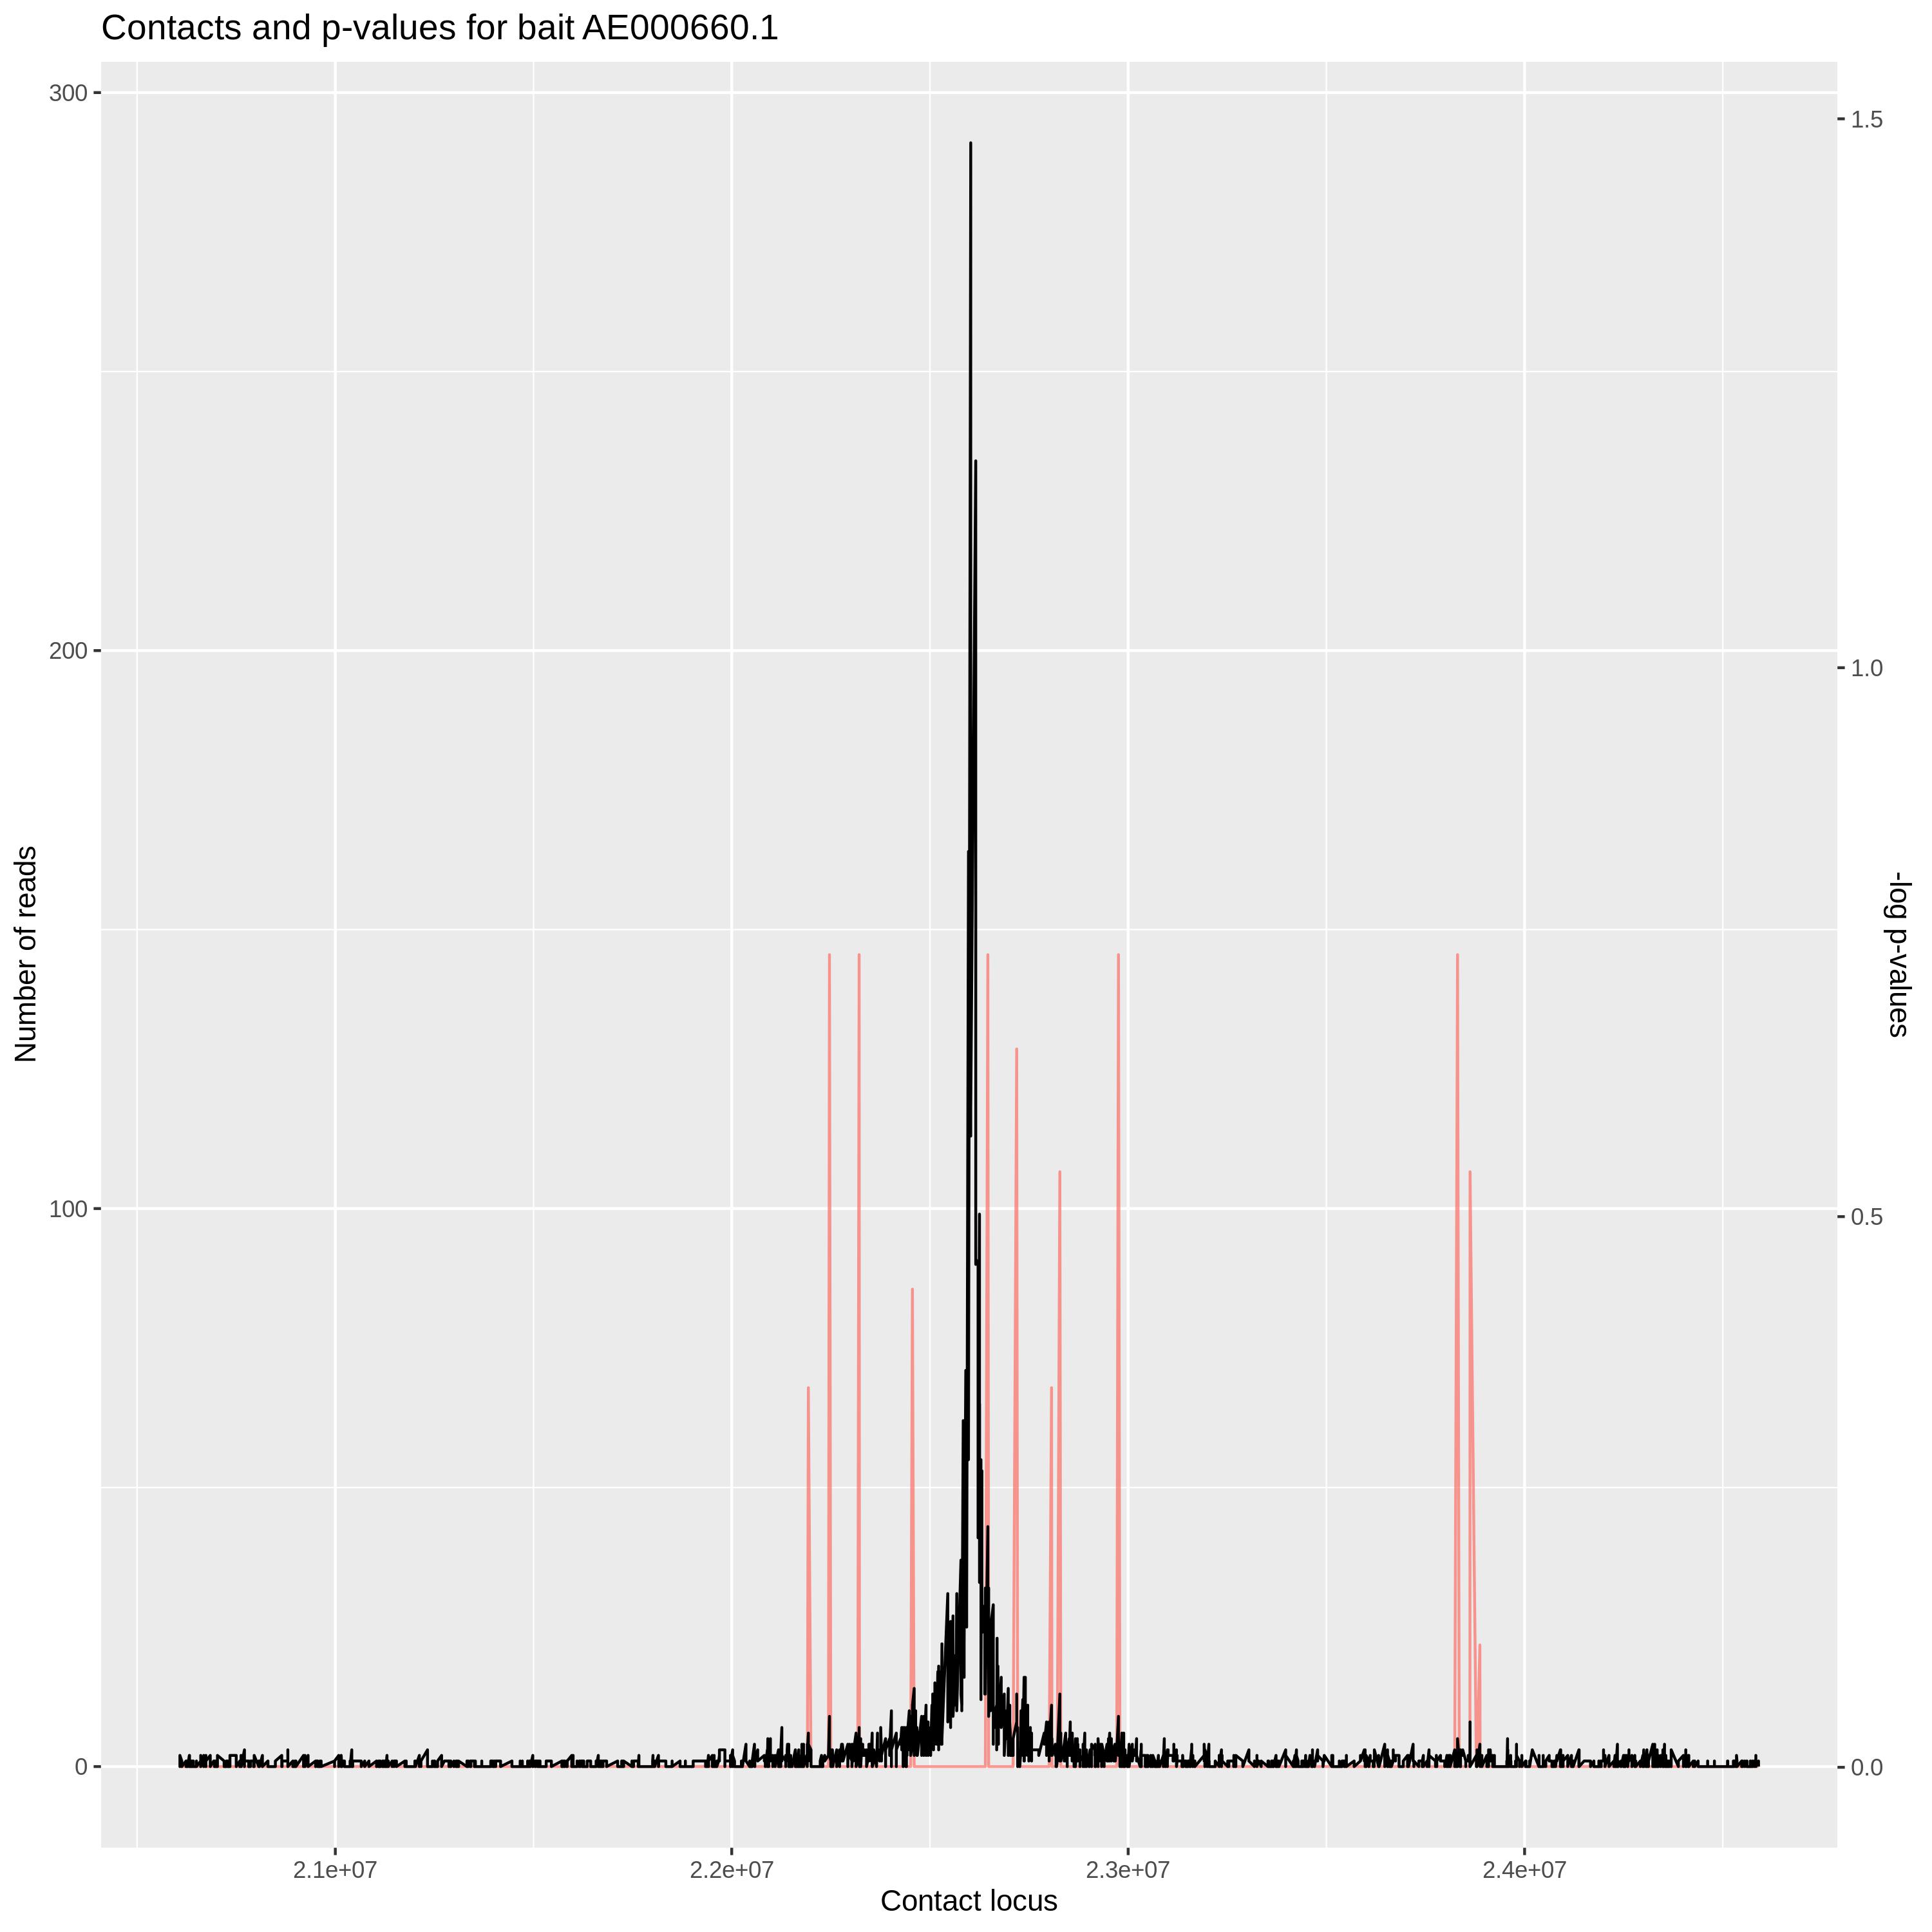 Contacts and p-values for bait AE000660.1
300
200
100
0
Number of reads
1.5
1.0
0.5
0.0
-log p-values
2.1e+07
2.2e+07
2.3e+07
2.4e+07
Contact locus